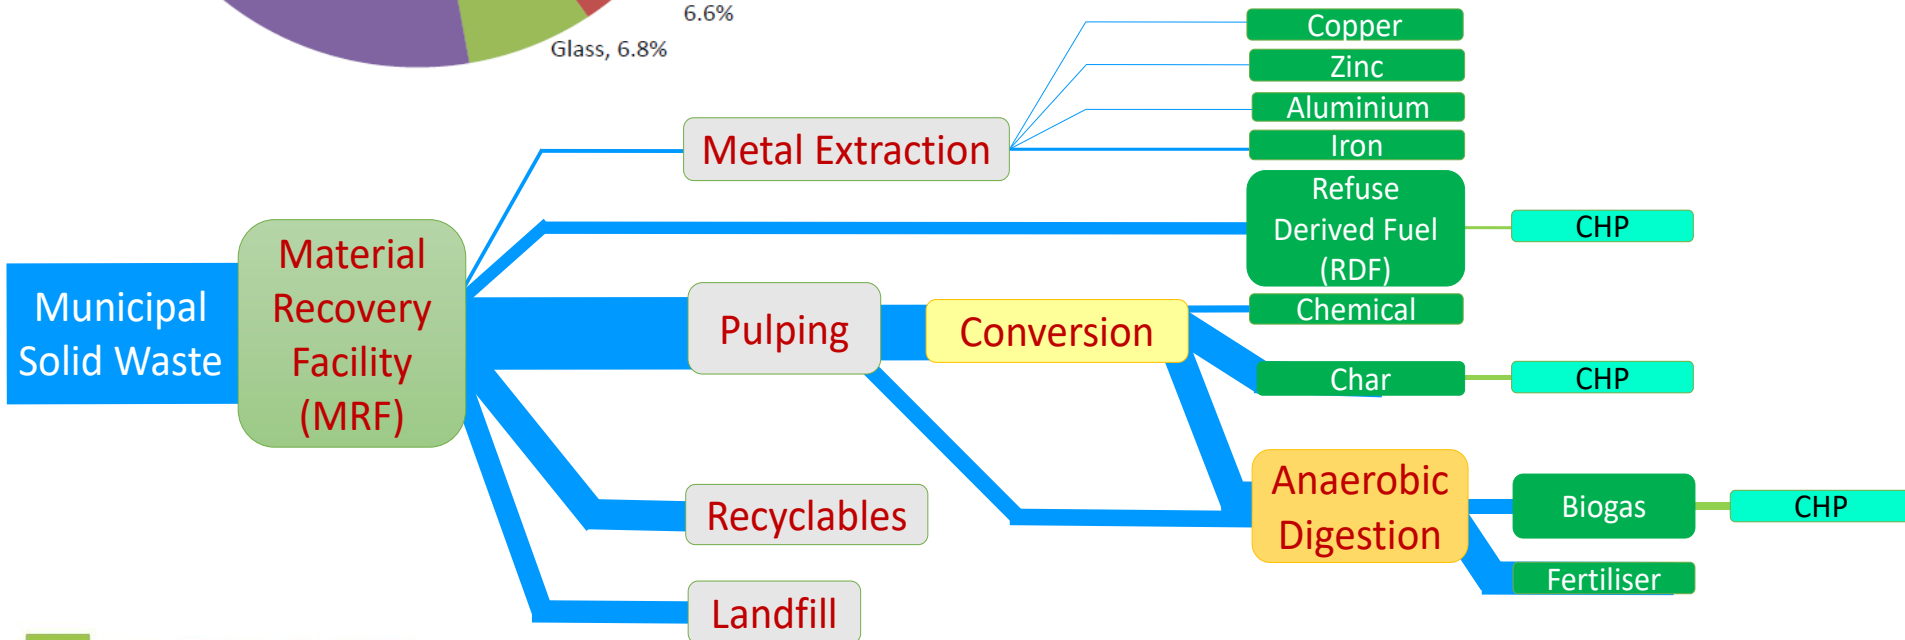 6.6%
Glass, 6.8%
Copper
Zinc
Aluminium
Iron
Metal Extraction
Refuse
Derived Fuel
(RDF)
CHP
Municipal
Solid Waste
Material
Recovery
Facility
(MRF)
Pulping
Conversion
Chemical
Char
CHP
Recyclables
Anaerobic
Digestion
Biogas
CHP
Fertiliser
Landfill